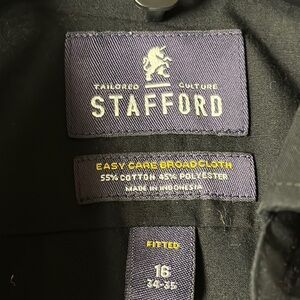 TAILORED CULTURE
STAFFORD
EASY CARE BROADCLOTH
55% COTTON 45% POLYESTER
MADE IN INDONESIA
FITTED
16
34-35